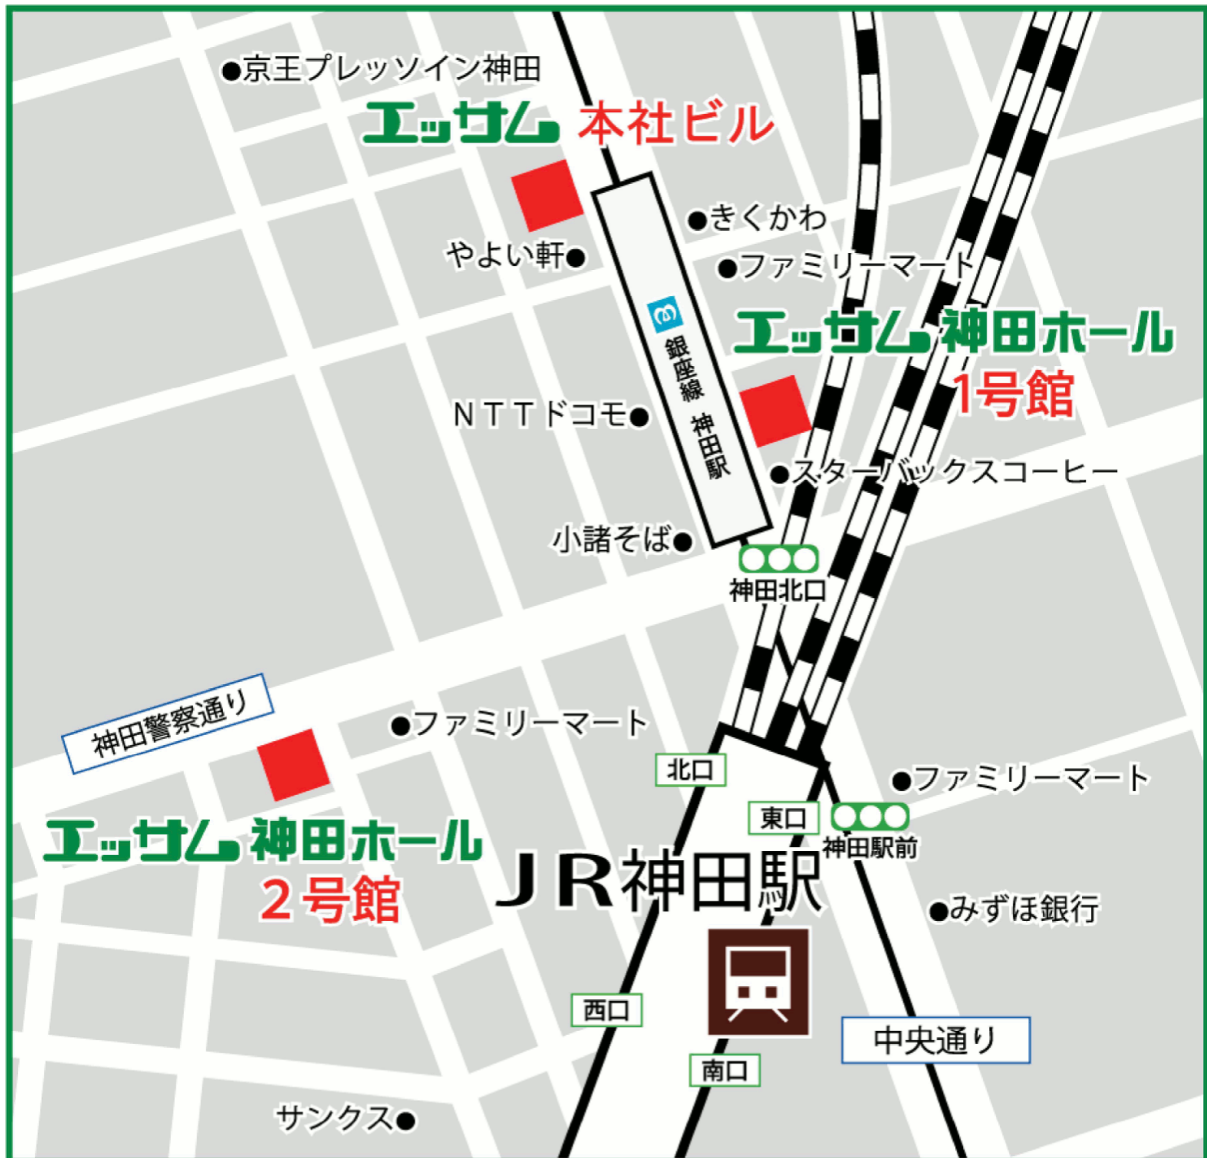 京王プレッソイン神田
エッサム 本社ビル
きくかわ
やよい軒
ファミリーマート
エッサム 神田ホール
1号館
銀座線 神田駅
NTTドコモ
スターバックスコーヒー
小諸そば
神田北口
神田警察通り
ファミリーマート
北口
ファミリーマート
東口
神田駅前
エッサム 神田ホール
2号館
JR神田駅
みずほ銀行
西口
中央通り
南口
サンクス